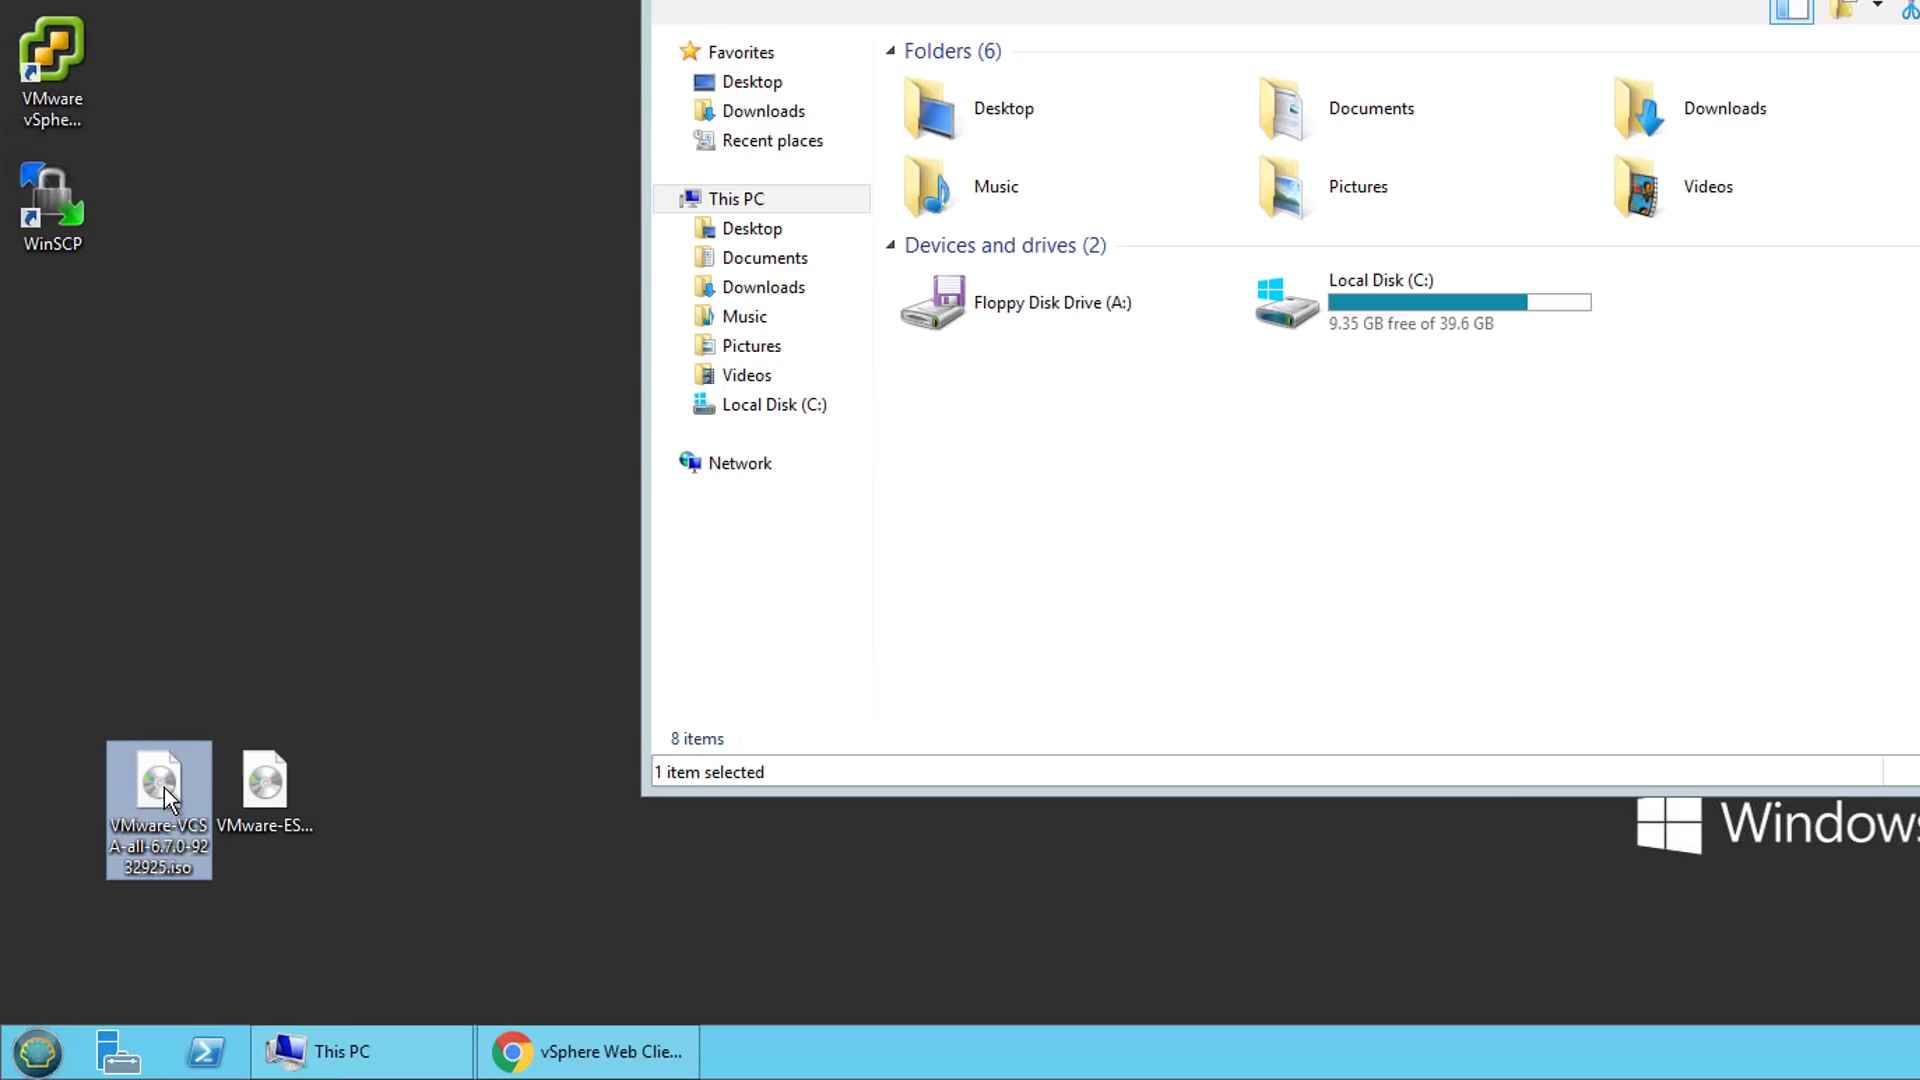 VMware
vSphe...
WinSCP
Favorites
Desktop
Downloads
Recent places
This PC
Desktop
Documents
Downloads
Music
Pictures
Videos
Local Disk (C:)
Network
Folders (6)
Desktop
Documents
Downloads
Music
Pictures
Videos
Devices and drives (2)
Floppy Disk Drive (A:)
Local Disk (C:)
9.35 GB free of 39.6 GB
8 items
1 item selected
VMware-VCS
A-all-6.7.0-92
32925.iso
VMware-ES...
Windows
This PC
vSphere Web Clie...